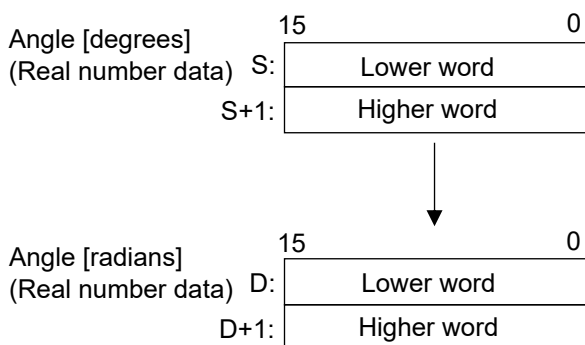 15 0
Angle [degrees]
(Real number data) S: Lower word
S+1: Higher word
15 0
Angle [radians]
(Real number data) D: Lower word
D+1: Higher word